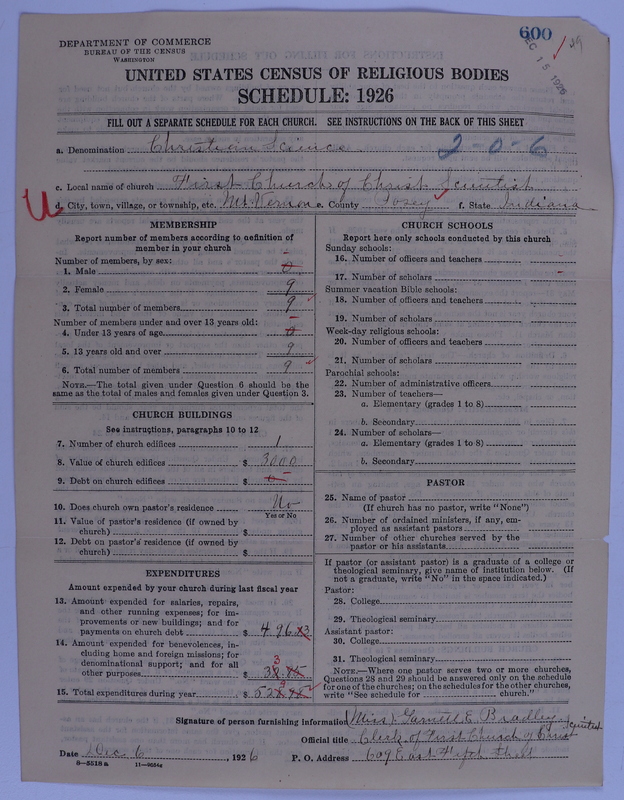 DEPARTMENT OF COMMERCE
BUREAU OF THE CENSUS
WASHINGTON
600
DEC 15 1926
29
UNITED STATES CENSUS OF RELIGIOUS BODIES
SCHEDULE: 1926
FILL OUT A SEPARATE SCHEDULE FOR EACH CHURCH. SEE INSTRUCTIONS ON THE BACK OF THIS SHEET
a. Denomination Christian Science 2-0-6
c. Local name of church First Church of Christ Scientist
d. City, town, village, or township, etc. Mt. Vernon e. County Posey f. State Indiana
MEMBERSHIP
Report number of members according to definition of
member in your church
Number of members, by sex:
1. Male 0
2. Female 9
3. Total number of members 9
Number of members under and over 13 years old:
4. Under 13 years of age 0
5. 13 years old and over 9
6. Total number of members 9
NOTE.—The total given under Question 6 should be the
same as the total of males and females given under Question 3.
CHURCH BUILDINGS
See instructions, paragraphs 10 to 12
7. Number of church edifices 1
8. Value of church edifices $ 3000
9. Debt on church edifices $ 0
10. Does church own pastor's residence No
Yes or No
11. Value of pastor's residence (if owned by
church) $
12. Debt on pastor's residence (if owned by
church) $
EXPENDITURES
Amount expended by your church during last fiscal year
13. Amount expended for salaries, repairs,
and other running expenses; for im-
provements or new buildings; and for
payments on church debt $ 496
14. Amount expended for benevolences, in-
cluding home and foreign missions; for
denominational support; and for all
other purposes $
15. Total expenditures during year $
CHURCH SCHOOLS
Report here only schools conducted by this church
Sunday schools:
16. Number of officers and teachers
17. Number of scholars
Summer vacation Bible schools:
18. Number of officers and teachers
19. Number of scholars
Week-day religious schools:
20. Number of officers and teachers
21. Number of scholars
Parochial schools:
22. Number of administrative officers
23. Number of teachers—
a. Elementary (grades 1 to 8)
b. Secondary
24. Number of scholars—
a. Elementary (grades 1 to 8)
b. Secondary
PASTOR
25. Name of pastor
(If church has no pastor, write "None")
26. Number of ordained ministers, if any, em-
ployed as assistant pastors
27. Number of other churches served by the
pastor or his assistants
If pastor (or assistant pastor) is a graduate of a college or
theological seminary, give name of institution below. (If
not a graduate, write "No" in the space indicated.)
Pastor:
28. College
29. Theological seminary
Assistant pastor:
30. College
31. Theological seminary
NOTE.—Where one pastor serves two or more churches,
Questions 28 and 29 should be answered only on the schedule
for one of the churches; on the schedules for the other churches,
write "See schedule for church."
Signature of person furnishing information Miss Garnett E. Bradley
Official title Clerk of First Church of Christ Scientist
Date Dec 6, 1926 P. O. Address 609 East Fifth
8—5518 a 11—9554a